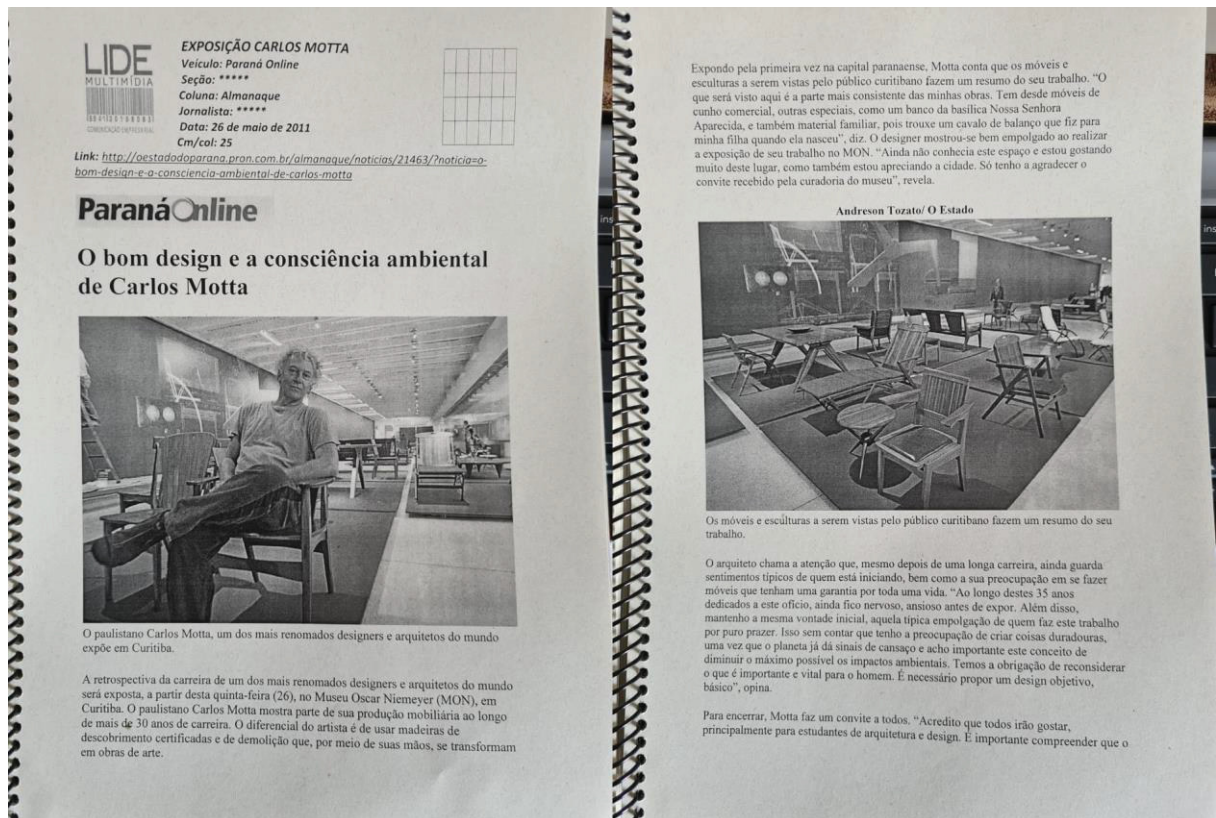 LIDE
MULTIMÍDIA
EXPOSIÇÃO CARLOS MOTTA
Veículo: Paraná Online
Seção: *****
Coluna: Almanaque
Jornalista: *****
Data: 26 de maio de 2011
Cm/col: 25
Link: http://oestadodoparana.pron.com.br/almanaque/noticias/21463/?noticia=o-
bom-design-e-a-consciencia-ambiental-de-carlos-motta
Paraná Online
O bom design e a consciência ambiental
de Carlos Motta
O paulistano Carlos Motta, um dos mais renomados designers e arquitetos do mundo
expõe em Curitiba.
A retrospectiva da carreira de um dos mais renomados designers e arquitetos do mundo
será exposta, a partir desta quinta-feira (26), no Museu Oscar Niemeyer (MON), em
Curitiba. O paulistano Carlos Motta mostra parte de sua produção mobiliária ao longo
de mais de 30 anos de carreira. O diferencial do artista é de usar madeiras de
descobrimento certificadas e de demolição que, por meio de suas mãos, se transformam
em obras de arte.
Expondo pela primeira vez na capital paranaense, Motta conta que os móveis e
esculturas a serem vistas pelo público curitibano fazem um resumo do seu trabalho. “O
que será visto aqui é a parte mais consistente das minhas obras. Tem desde móveis de
cunho comercial, outras especiais, como um banco da basílica Nossa Senhora
Aparecida, e também material familiar, pois trouxe um cavalo de balanço que fiz para
minha filha quando ela nasceu”, diz. O designer mostrou-se bem empolgado ao realizar
a exposição de seu trabalho no MON. “Ainda não conhecia este espaço e estou gostando
muito deste lugar, como também estou apreciando a cidade. Só tenho a agradecer o
convite recebido pela curadoria do museu”, revela.
Andreson Tozato/ O Estado
Os móveis e esculturas a serem vistas pelo público curitibano fazem um resumo do seu
trabalho.
O arquiteto chama a atenção que, mesmo depois de uma longa carreira, ainda guarda
sentimentos típicos de quem está iniciando, bem como a sua preocupação em se fazer
móveis que tenham uma garantia por toda uma vida. “Ao longo destes 35 anos
dedicados a este ofício, ainda fico nervoso, ansioso antes de expor. Além disso,
mantenho a mesma vontade inicial, aquela típica empolgação de quem faz este trabalho
por puro prazer. Isso sem contar que tenho a preocupação de criar coisas duradouras,
uma vez que o planeta já dá sinais de cansaço e acho importante este conceito de
diminuir o máximo possível os impactos ambientais. Temos a obrigação de reconsiderar
o que é importante e vital para o homem. É necessário propor um design objetivo,
básico”, opina.
Para encerrar, Motta faz um convite a todos. “Acredito que todos irão gostar,
principalmente para estudantes de arquitetura e design. É importante compreender que o